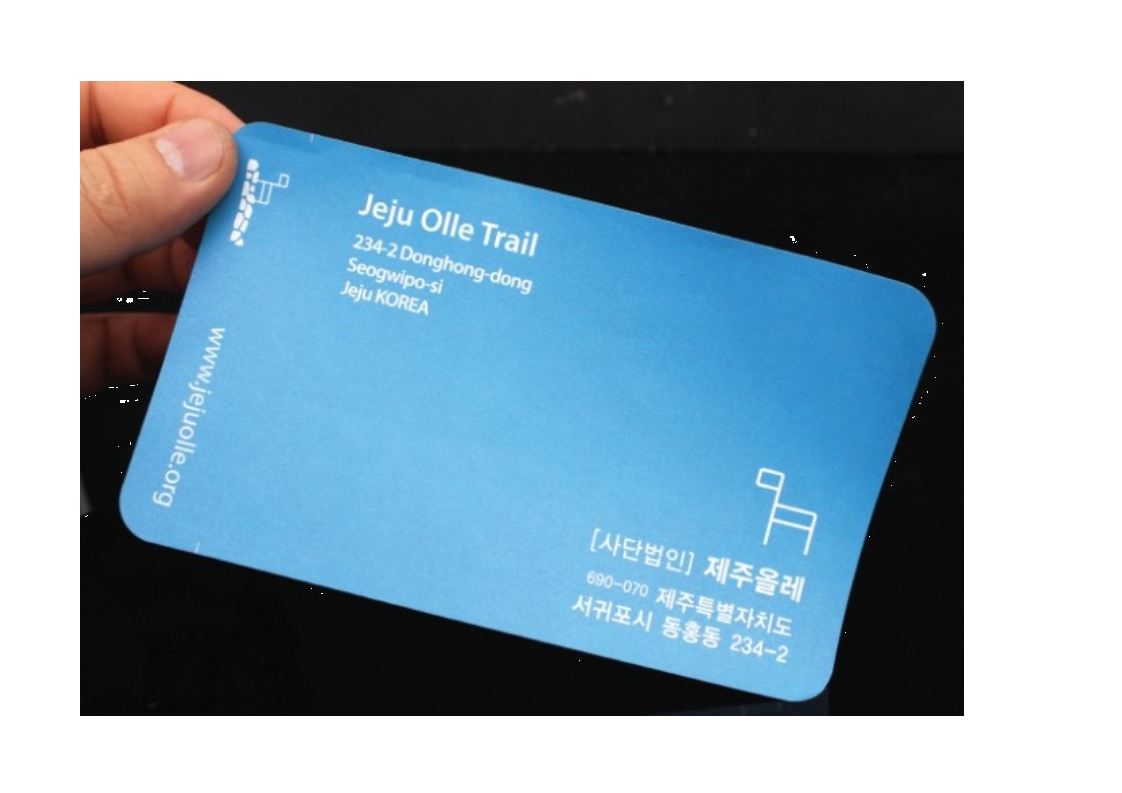 Jeju Olle Trail
234-2 Donghong-dong
Seogwipo-si
Jeju KOREA
www.jejuolle.org
[사단법인] 제주올레
690-070 제주특별자치도
서귀포시 동홍동 234-2